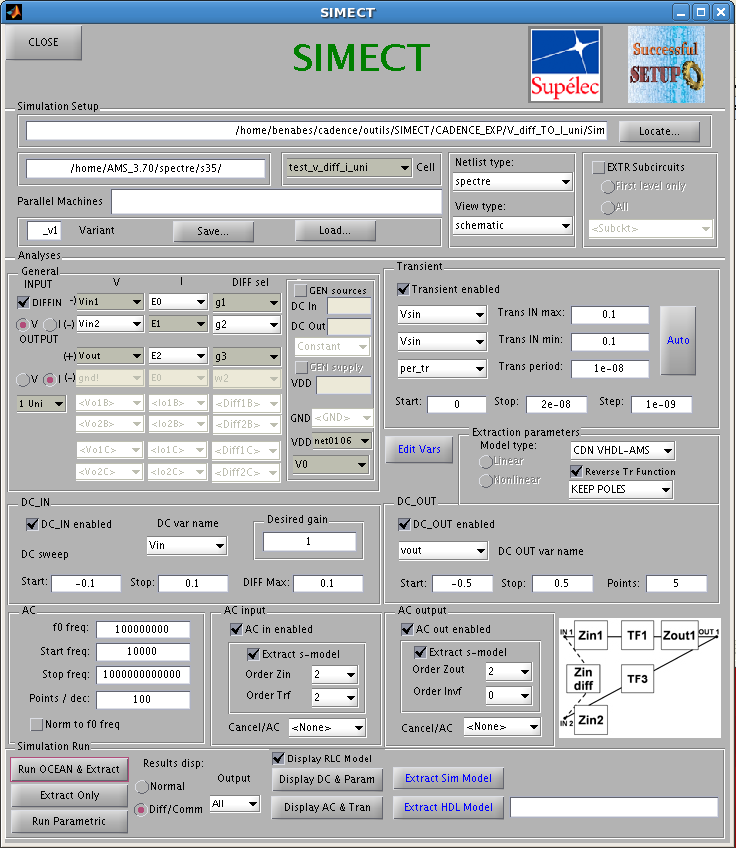 SIMECT
CLOSE
SIMECT
Supélec
Successful
SETUP
Simulation Setup
/home/benabes/cadence/outils/SIMECT/CADENCE_EXP/V_diff_TO_I_uni/Sim
Locate...
/home/AMS_3.70/spectre/s35/
test_v_diff_i_uni
Cell
Netlist type:
spectre
View type:
schematic
EXTR Subcircuits
First level only
All
<Subckt>
Parallel Machines
_v1
Variant
Save...
Load...
Analyses
General
INPUT
V
I
DIFF sel
DIFFIN
-)
Vin1
E0
g1
V
I
(-)
Vin2
E1
g2
OUTPUT
(+)
Vout
E2
g3
V
I
(-)
gnd!
E0
w2
1 Uni
<Vo1B>
<Io1B>
<Diff1B>
<Vo2B>
<Io2B>
<Diff2B>
<Vo1C>
<Io1C>
<Diff1C>
<Vo2C>
<Io2C>
<Diff2C>
GEN sources
DC In
DC Out
Constant
GEN supply
VDD
GND
<GND>
VDD
net0106
V0
Transient
Transient enabled
Vsin
Trans IN max:
0.1
Vsin
Trans IN min:
0.1
per_tr
Trans period:
1e-08
Auto
Start:
0
Stop:
2e-08
Step:
1e-09
Edit Vars
Extraction parameters
Model type:
CDN VHDL-AMS
Linear
Nonlinear
Reverse Tr Function
KEEP POLES
DC_IN
DC_IN enabled
DC var name
Vin
Desired gain
1
DC sweep
Start:
-0.1
Stop:
0.1
DIFF Max:
0.1
DC_OUT
DC_OUT enabled
vout
DC OUT var name
Start:
-0.5
Stop:
0.5
Points:
5
AC
f0 freq:
100000000
Start freq:
10000
Stop freq:
1000000000000
Points / dec:
100
Norm to f0 freq
AC input
AC in enabled
Extract s-model
Order Zin
2
Order Trf
2
Cancel/AC
<None>
AC output
AC out enabled
Extract s-model
Order Zout
2
Order Invf
0
Cancel/AC
<None>
IN 1
Zin1
TF1
Zout1
OUT 1
Zin
diff
TF3
IN 2
Zin2
Simulation Run
Run OCEAN & Extract
Extract Only
Run Parametric
Results disp:
Normal
Diff/Comm
Output
All
Display RLC Model
Display DC & Param
Display AC & Tran
Extract Sim Model
Extract HDL Model